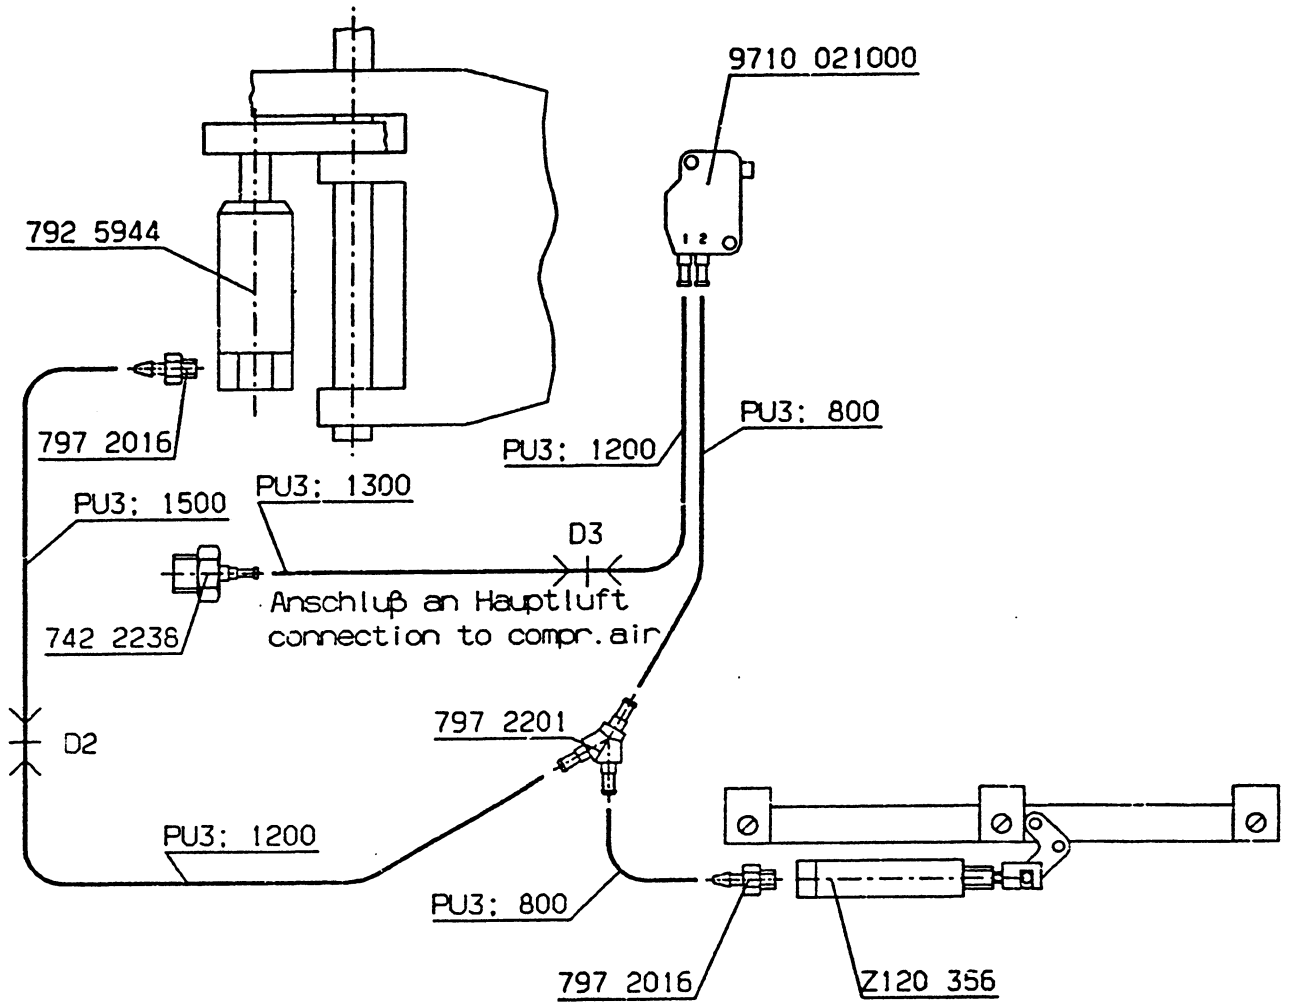 9710 021000
792 5944
1 2
797 2016
PU3; 800
PU3; 1200
PU3; 1300
PU3; 1500
D3
Anschluß an Hauptluft
connection to compr.air
742 2238
797 2201
D2
PU3; 1200
PU3; 800
797 2016
Z120 356